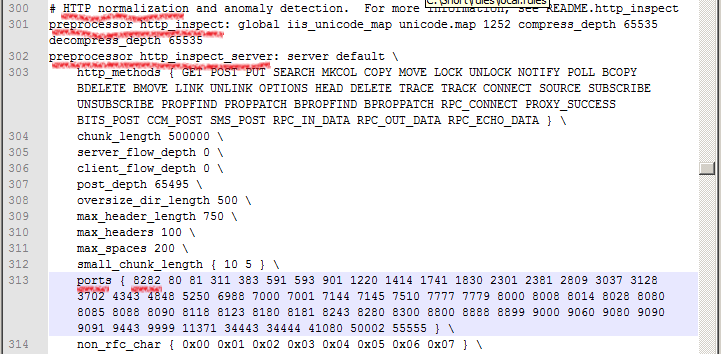 300 # HTTP normalization and anomaly detection. For more information, see README.http_inspect
C:\Snort\rules\local.rules
301 preprocessor http_inspect: global iis_unicode_map unicode.map 1252 compress_depth 65535
decompress_depth 65535
302 preprocessor http_inspect_server: server default \
303 http_methods { GET POST PUT SEARCH MKCOL COPY MOVE LOCK UNLOCK NOTIFY POLL BCOPY
BDELETE BMOVE LINK UNLINK OPTIONS HEAD DELETE TRACE TRACK CONNECT SOURCE SUBSCRIBE
UNSUBSCRIBE PROPFIND PROPPATCH BPROPFIND BPROPPATCH RPC_CONNECT PROXY_SUCCESS
BITS_POST CCM_POST SMS_POST RPC_IN_DATA RPC_OUT_DATA RPC_ECHO_DATA } \
304 chunk_length 500000 \
305 server_flow_depth 0 \
306 client_flow_depth 0 \
307 post_depth 65495 \
308 oversize_dir_length 500 \
309 max_header_length 750 \
310 max_headers 100 \
311 max_spaces 200 \
312 small_chunk_length { 10 5 } \
313 ports { 8282 80 81 311 383 591 593 901 1220 1414 1741 1830 2301 2381 2809 3037 3128
3702 4343 4848 5250 6988 7000 7001 7144 7145 7510 7777 7779 8000 8008 8014 8028 8080
8085 8088 8090 8118 8123 8180 8181 8243 8280 8300 8800 8888 8899 9000 9060 9080 9090
9091 9443 9999 11371 34443 34444 41080 50002 55555 } \
314 non_rfc_char { 0x00 0x01 0x02 0x03 0x04 0x05 0x06 0x07 } \